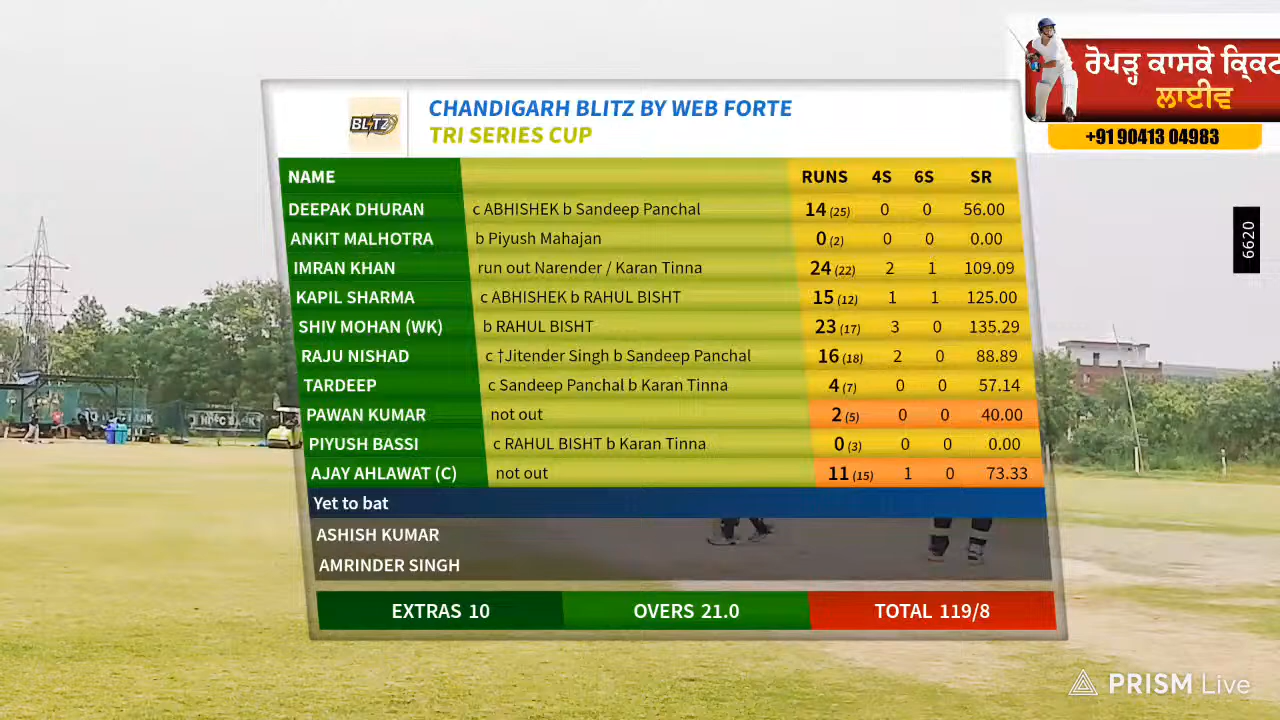 ਰੋਪੜ੍ਹ ਕਾਸਕੋ ਕ੍ਰਿਕਟ
ਲਾਈਵ
+91 90413 04983
BLITZ
CHANDIGARH BLITZ BY WEB FORTE
TRI SERIES CUP
NAME RUNS 4S 6S SR
DEEPAK DHURAN c ABHISHEK b Sandeep Panchal 14 (25) 0 0 56.00
ANKIT MALHOTRA b Piyush Mahajan 0 (2) 0 0 0.00
IMRAN KHAN run out Narender / Karan Tinna 24 (22) 2 1 109.09
KAPIL SHARMA c ABHISHEK b RAHUL BISHT 15 (12) 1 1 125.00
SHIV MOHAN (WK) b RAHUL BISHT 23 (17) 3 0 135.29
RAJU NISHAD c †Jitender Singh b Sandeep Panchal 16 (18) 2 0 88.89
TARDEEP c Sandeep Panchal b Karan Tinna 4 (7) 0 0 57.14
PAWAN KUMAR not out 2 (5) 0 0 40.00
PIYUSH BASSI c RAHUL BISHT b Karan Tinna 0 (3) 0 0 0.00
AJAY AHLAWAT (C) not out 11 (15) 1 0 73.33
Yet to bat
ASHISH KUMAR
AMRINDER SINGH
EXTRAS 10 OVERS 21.0 TOTAL 119/8
6620
PRISM Live